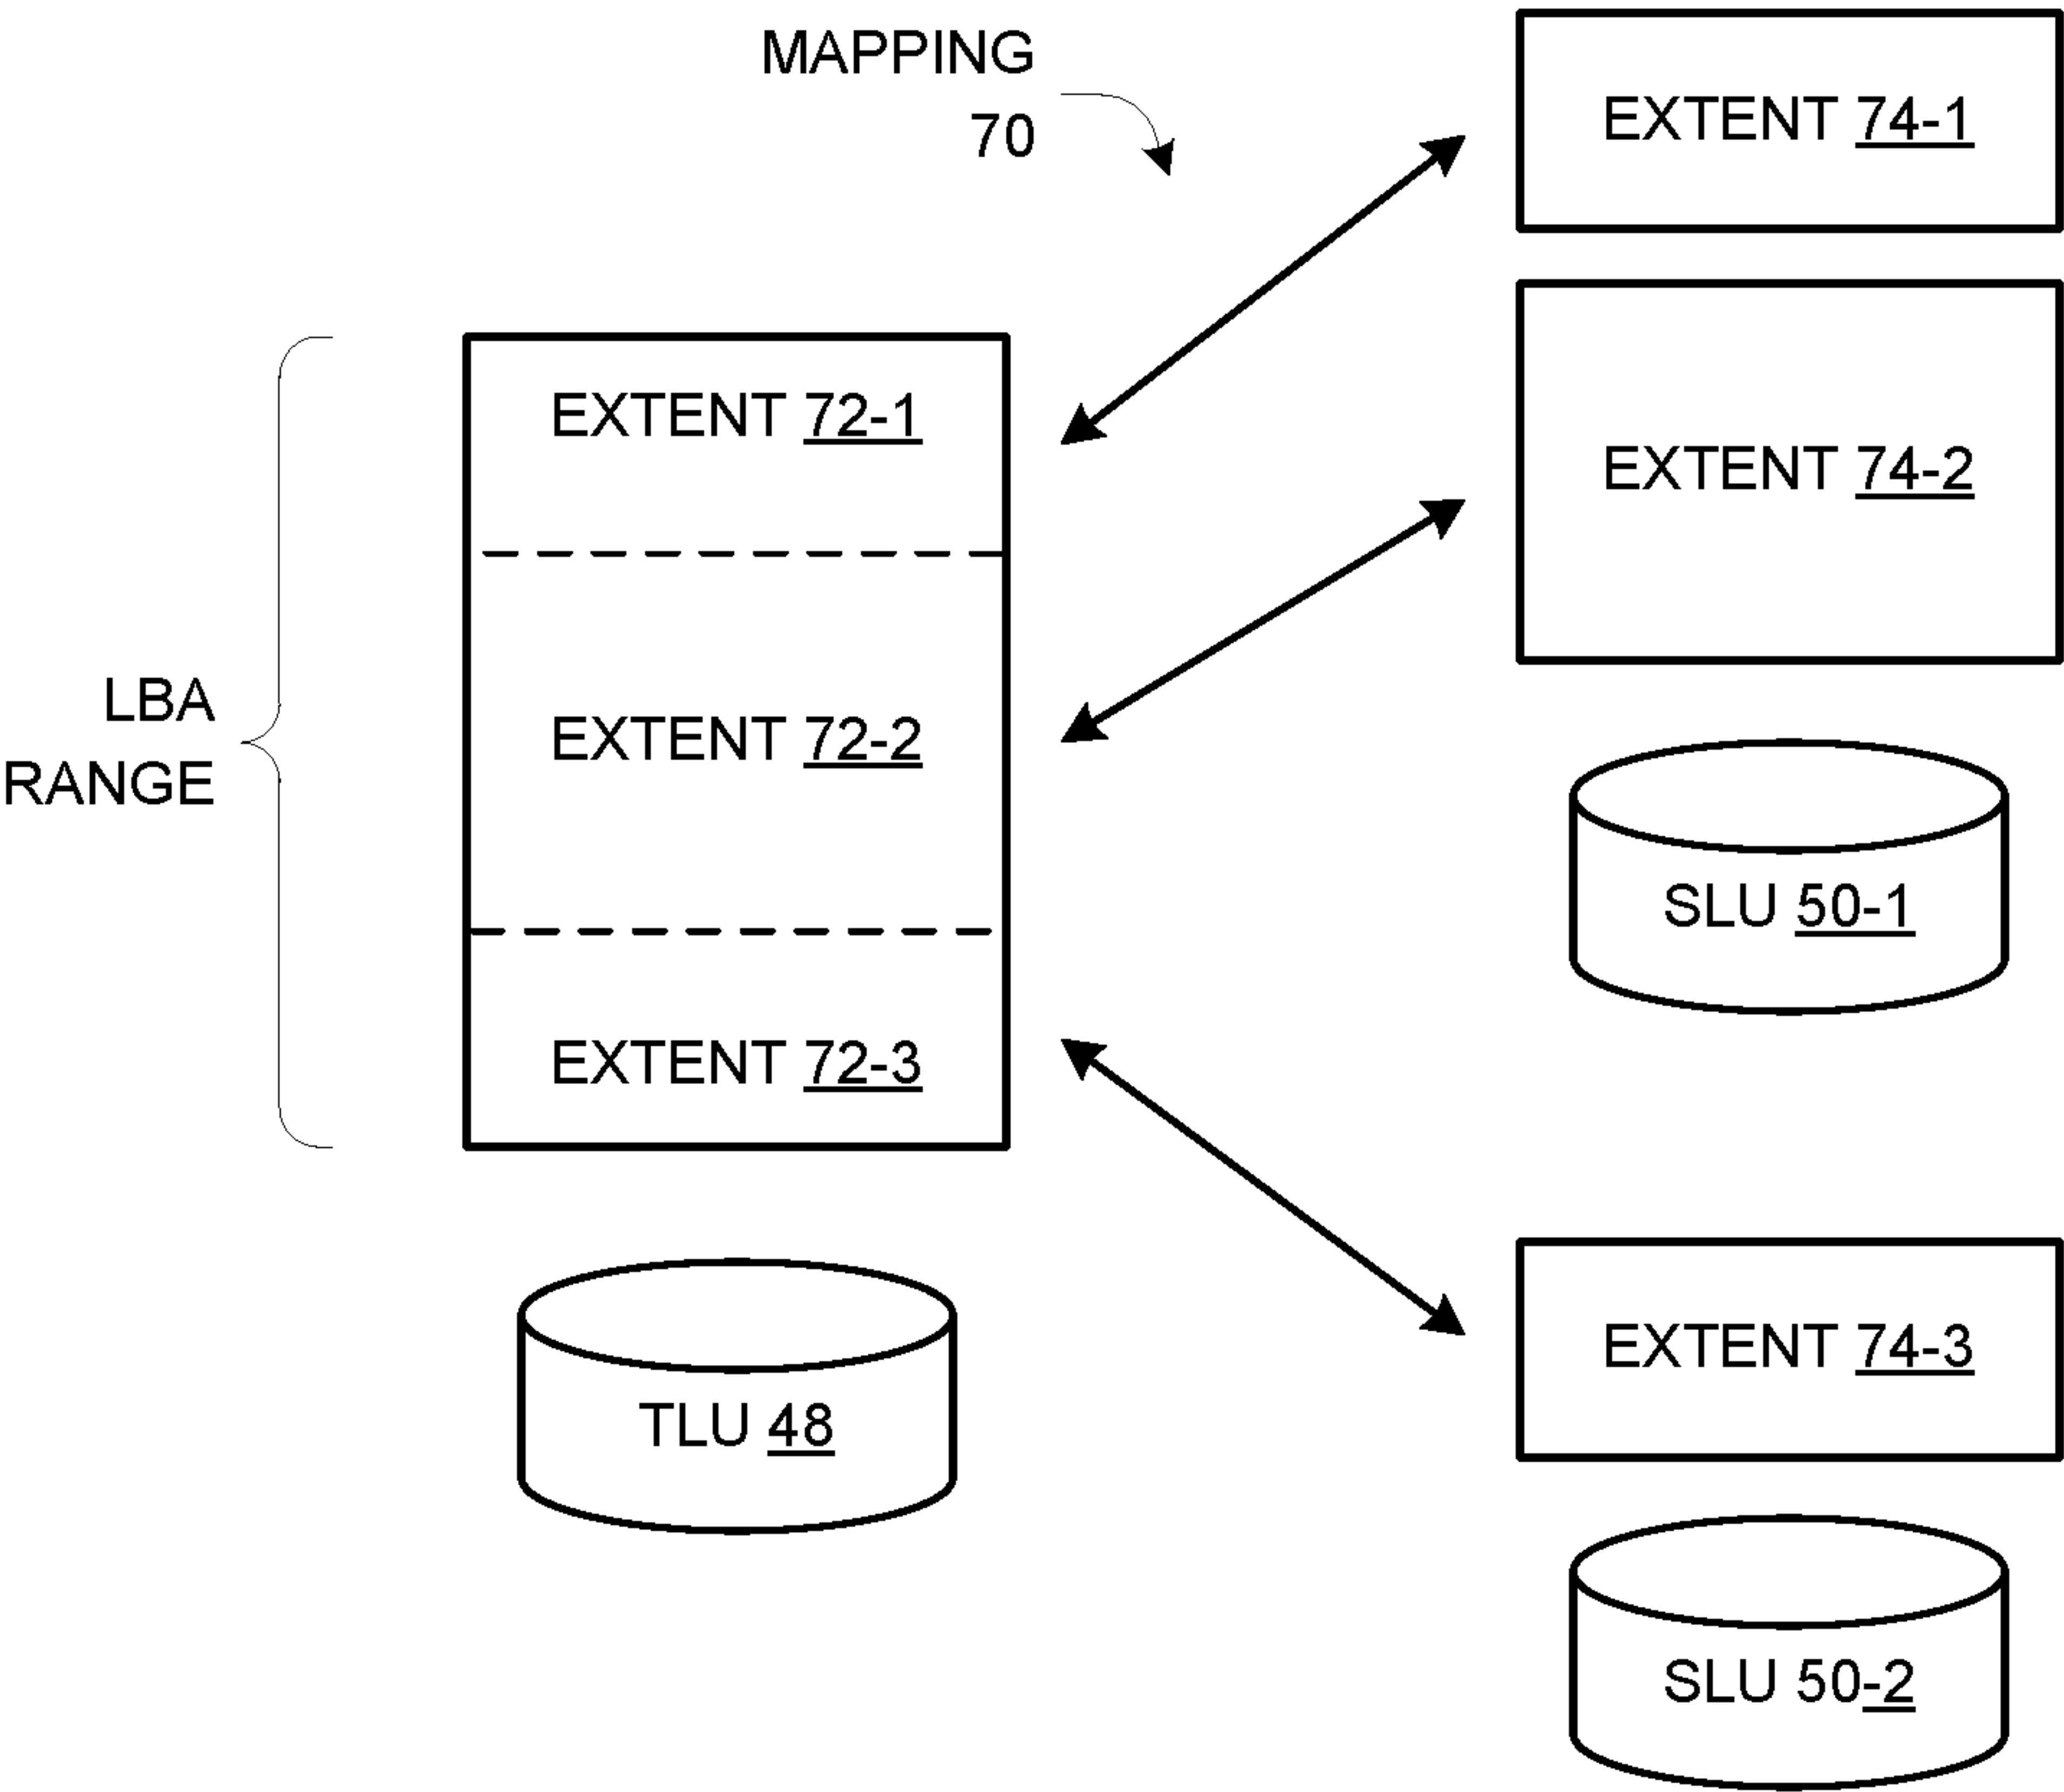 MAPPING
70
EXTENT 74-1
EXTENT 72-1
EXTENT 74-2
LBA
RANGE
EXTENT 72-2
SLU 50-1
EXTENT 72-3
EXTENT 74-3
TLU 48
SLU 50-2